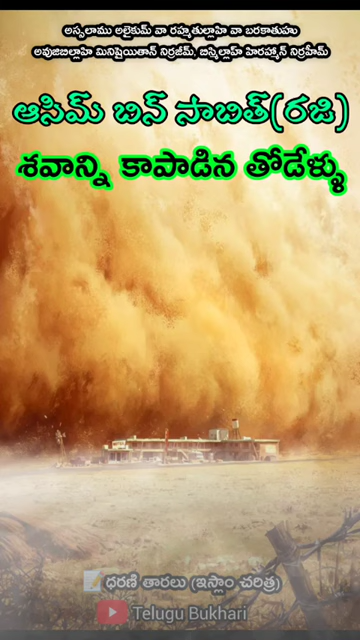 అస్సలాము అలైకుమ్ వా రహ్మతుల్లాహి వా బరకాతుహు
అవుజిబిల్లాహి మినిషైయితాన్ నిర్రజీమ్, బిస్మిల్లాహ్ హిరహ్మాన్ నిర్రహీమ్
ఆసిమ్ బిన్ సాబిత్(రజి)
శవాన్ని కాపాడిన తోడేళ్ళు
ధరణి తారలు (ఇస్లాం చరిత్ర)
Telugu Bukhari